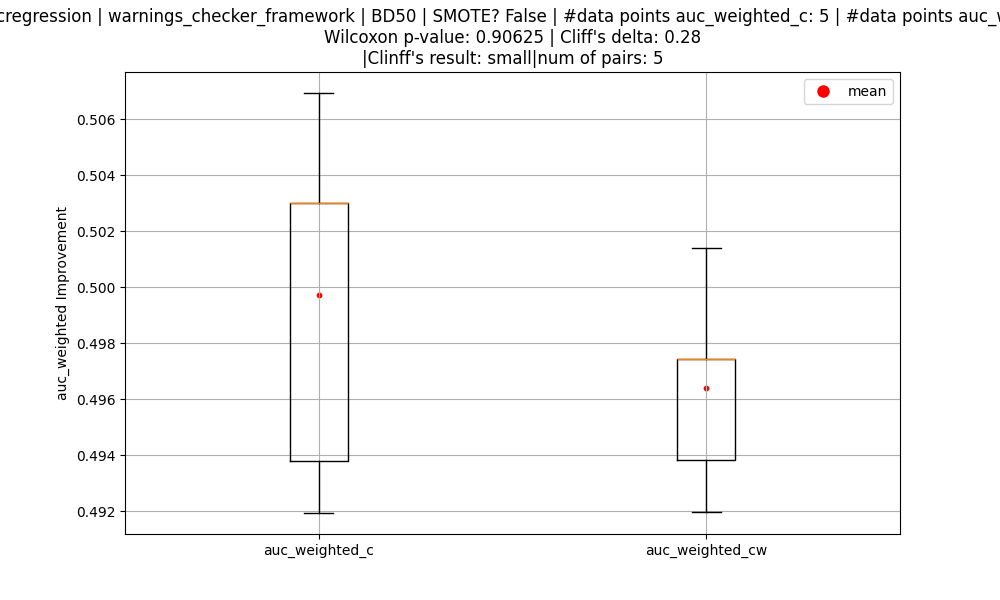 cregression | warnings_checker_framework | BD50 | SMOTE? False | #data points auc_weighted_c: 5 | #data points
Wilcoxon p-value: 0.90625 | Cliff's delta: 0.28
|Clinff's result: small|num of pairs: 5
mean
0.506
0.504
0.502
0.500
0.498
0.496
0.494
0.492
auc_weighted Improvement
auc_weighted_c
auc_weighted_cw